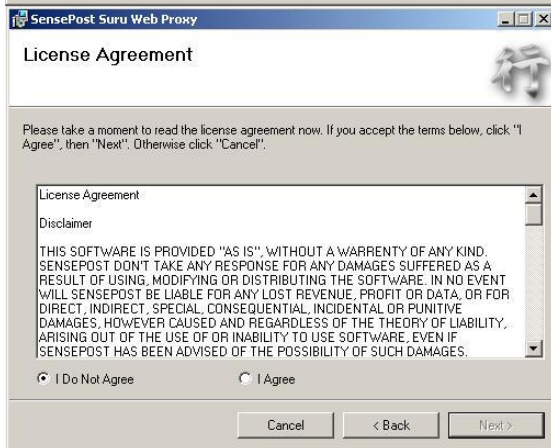 SensePost Suru Web Proxy
License Agreement
行
Please take a moment to read the license agreement now. If you accept the terms below, click "I
Agree", then "Next". Otherwise click "Cancel".
License Agreement
Disclaimer
THIS SOFTWARE IS PROVIDED "AS IS", WITHOUT A WARRENTY OF ANY KIND.
SENSEPOST DON'T TAKE ANY RESPONSE FOR ANY DAMAGES SUFFERED AS A
RESULT OF USING, MODIFYING OR DISTRIBUTING THE SOFTWARE. IN NO EVENT
WILL SENSEPOST BE LIABLE FOR ANY LOST REVENUE, PROFIT OR DATA, OR FOR
DIRECT, INDIRECT, SPECIAL, CONSEQUENTIAL, INCIDENTAL OR PUNITIVE
DAMAGES, HOWEVER CAUSED AND REGARDLESS OF THE THEORY OF LIABILITY,
ARISING OUT OF THE USE OF OR INABILITY TO USE SOFTWARE, EVEN IF
SENSEPOST HAS BEEN ADVISED OF THE POSSIBILITY OF SUCH DAMAGES.
I Do Not Agree
I Agree
Cancel
< Back
Next >